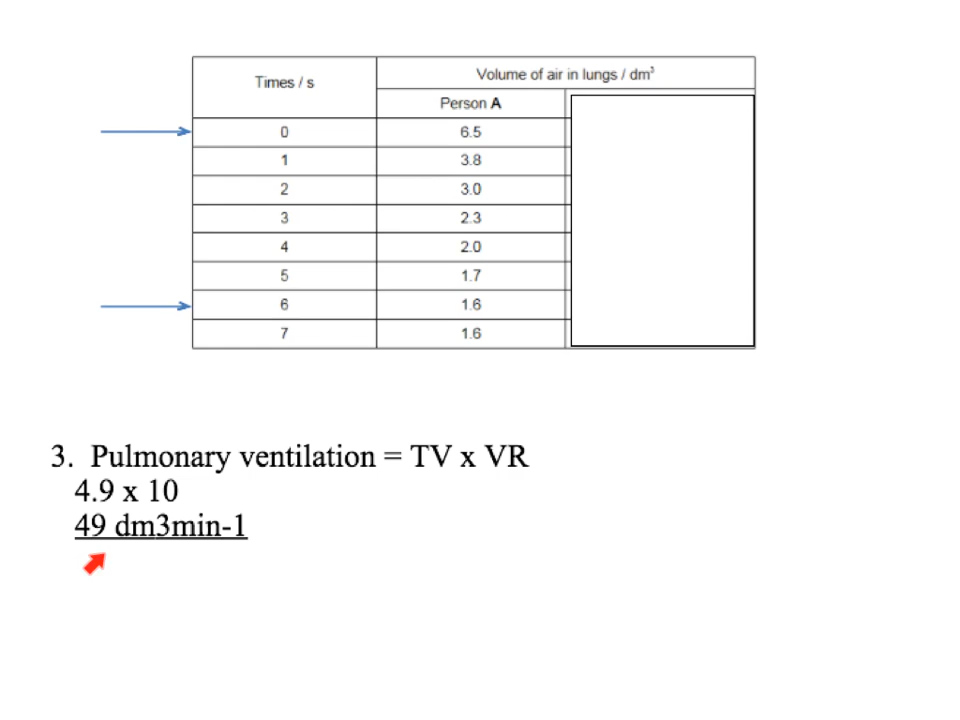 Times / s
Volume of air in lungs / dm³
Person A
0 6.5
1 3.8
2 3.0
3 2.3
4 2.0
5 1.7
6 1.6
7 1.6
3. Pulmonary ventilation = TV x VR
4.9 x 10
49 dm3min-1